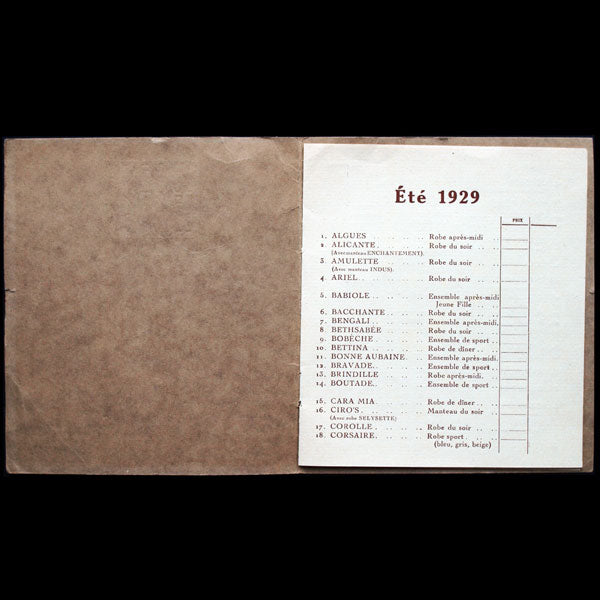 Été 1929
PRIX
1. ALGUES .. .. .. .. Robe après-midi ..
2. ALICANTE .. .. .. .. Robe du soir .. ..
(Avec manteau ENCHANTEMENT).
3. AMULETTE .. .. .. .. Robe du soir .. ..
(Avec manteau INDUS).
4. ARIEL .. .. .. .. Robe du soir .. ..
5. BABIOLE .. .. .. .. Ensemble après-midi
Jeune Fille .. ..
6. BACCHANTE .. .. .. Robe du soir .. ..
7. BENGALI .. .. .. .. Ensemble après-midi.
8. BETHSABÉE .. .. .. Robe du soir .. ..
9. BOBÈCHE .. .. .. .. Ensemble de sport ..
10. BETTINA .. .. .. .. Robe de dîner .. ..
11. BONNE AUBAINE .. .. Ensemble après-midi.
12. BRAVADE .. .. .. .. Ensemble de sport ..
13. BRINDILLE .. .. .. Robe après-midi. ..
14. BOUTADE .. .. .. .. Ensemble de sport ..
15. CARA MIA .. .. .. .. Robe de dîner .. ..
16. CIRO'S .. .. .. .. Manteau du soir .. ..
(Avec robe SELYSETTE)
17. COROLLE .. .. .. .. Robe du soir .. ..
18. CORSAIRE .. .. .. .. Robe sport .. .. ..
(bleu, gris, beige)